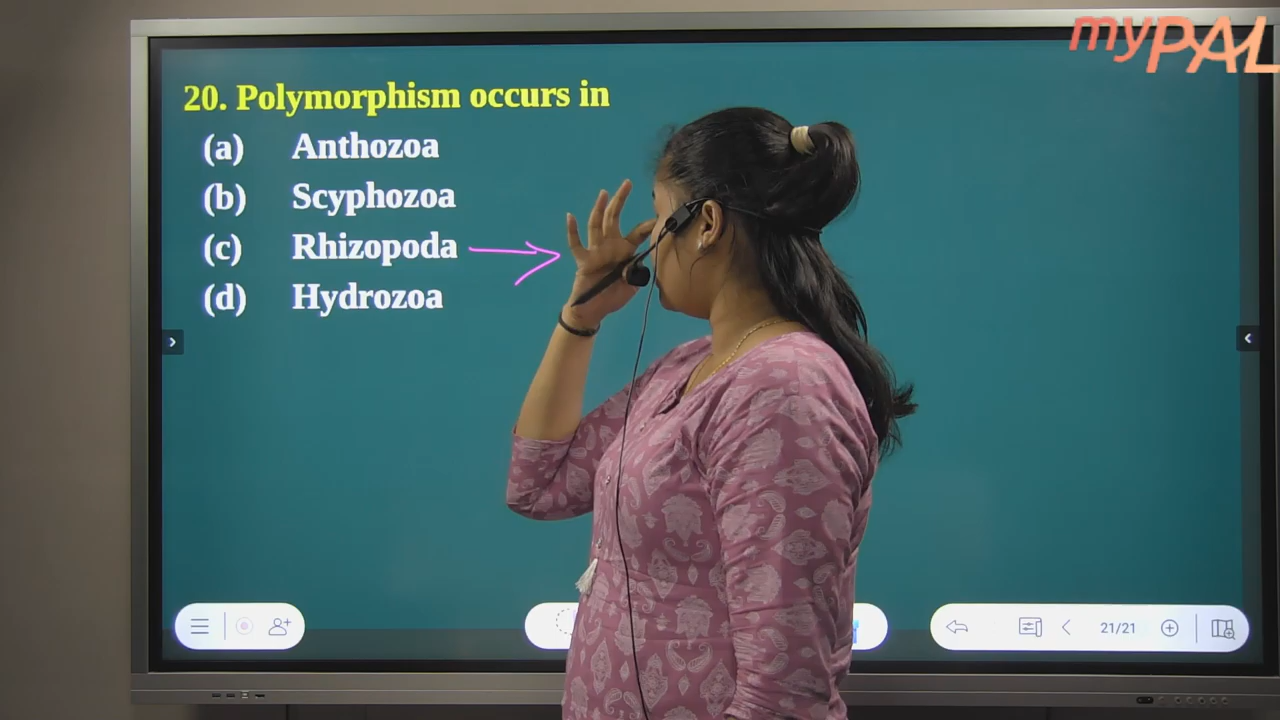 myPAL
20. Polymorphism occurs in
(a) Anthozoa
(b) Scyphozoa
(c) Rhizopoda
(d) Hydrozoa
21/21